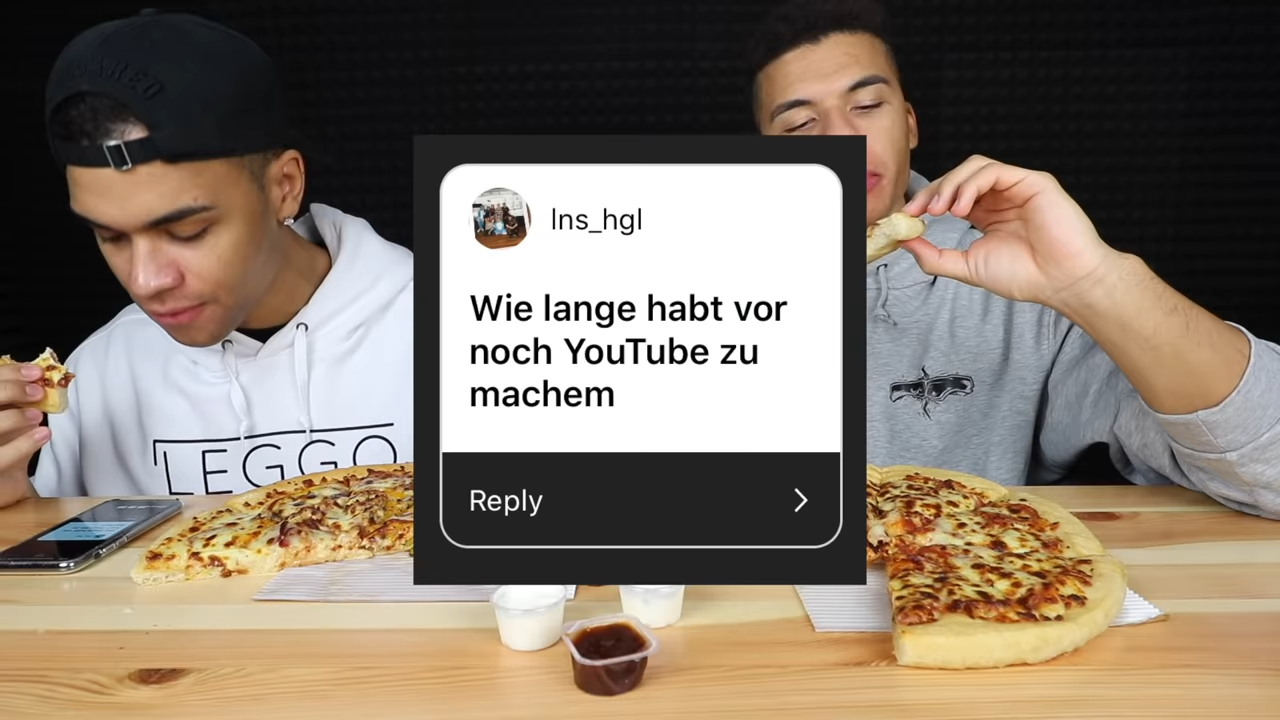 lns_hgl
Wie lange habt vor
noch YouTube zu
machem
Reply
LEGGO